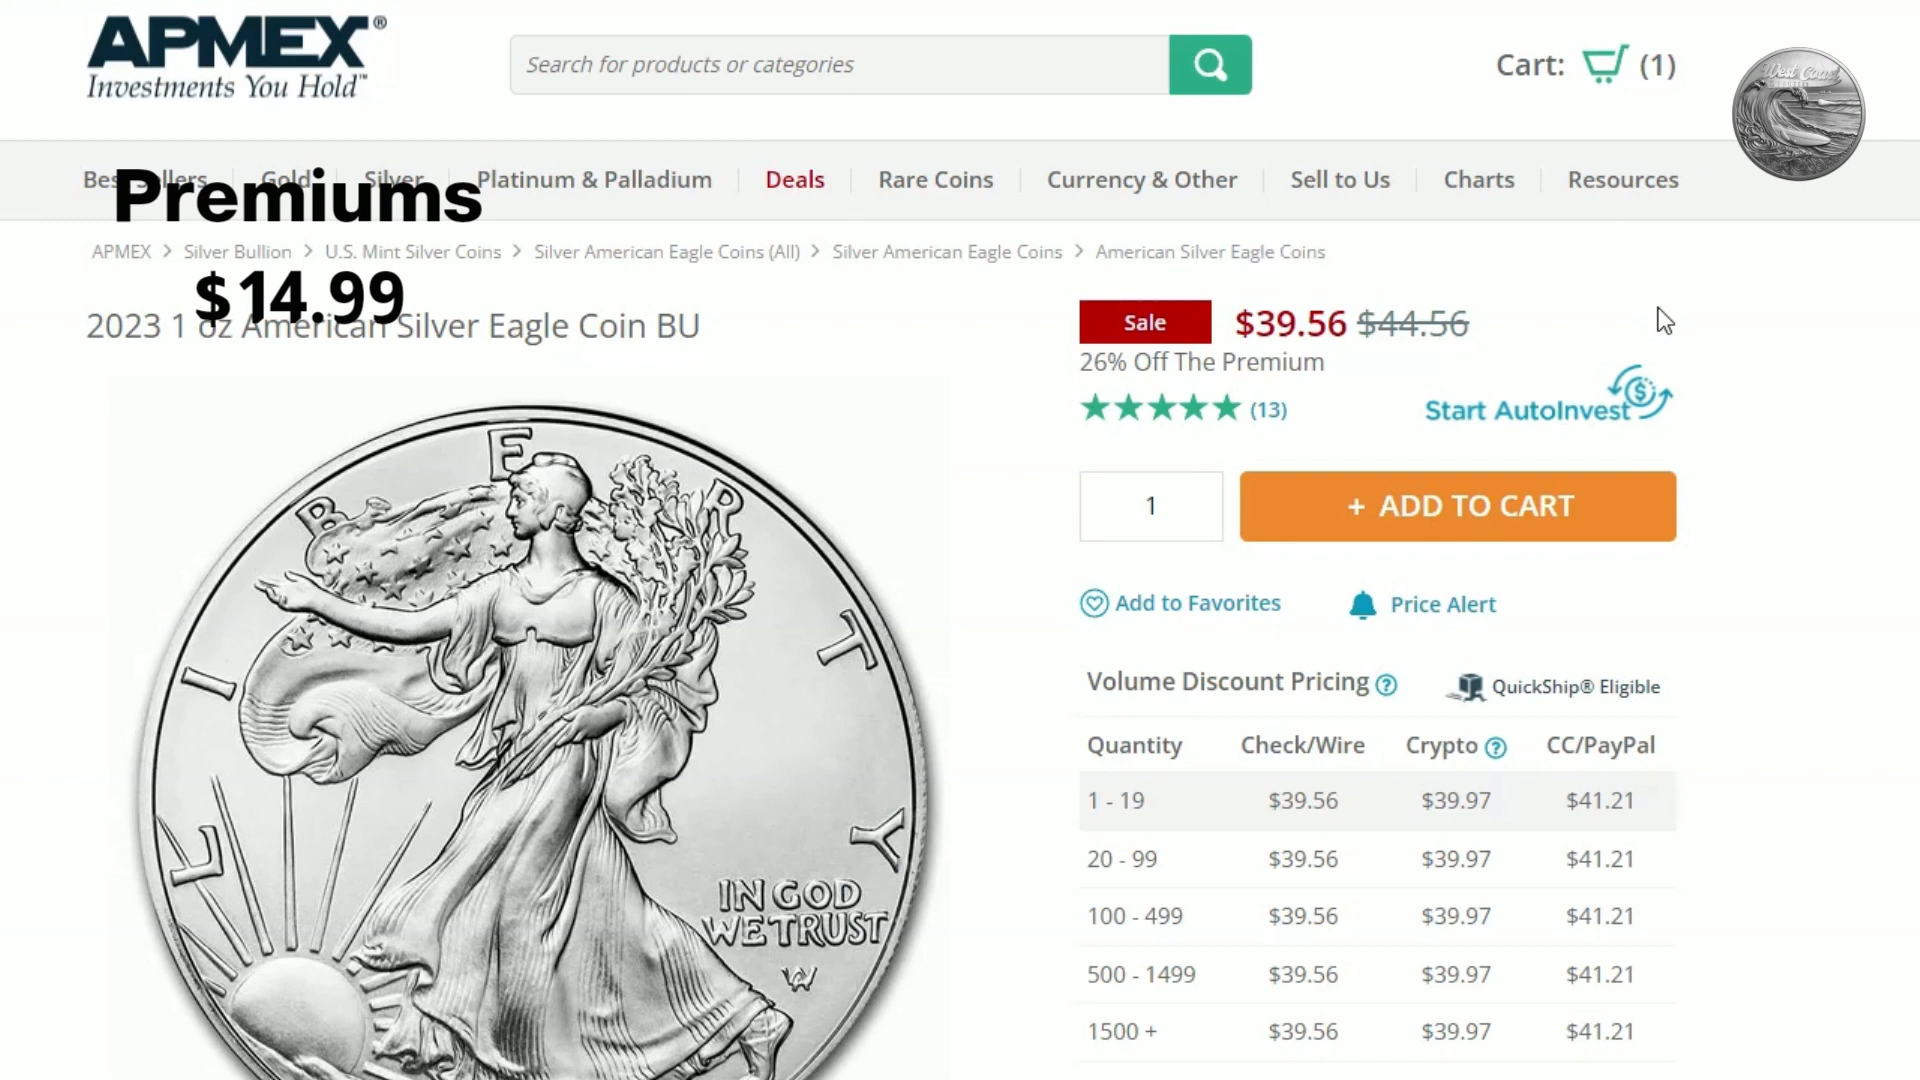 APMEX®
Investments You Hold™
Search for products or categories
Cart: (1)
West Coast
Best Sellers
Gold
Silver
Platinum & Palladium
Deals
Rare Coins
Currency & Other
Sell to Us
Charts
Resources
Premiums
$14.99
APMEX > Silver Bullion > U.S. Mint Silver Coins > Silver American Eagle Coins (All) > Silver American Eagle Coins > American Silver Eagle Coins
2023 1 oz American Silver Eagle Coin BU
LIBERTY
IN GOD
WE TRUST
Sale $39.56 $44.56
26% Off The Premium
(13)
Start AutoInvest
1
+ ADD TO CART
Add to Favorites
Price Alert
Volume Discount Pricing ?
QuickShip® Eligible
Quantity Check/Wire Crypto ? CC/PayPal
1 - 19 $39.56 $39.97 $41.21
20 - 99 $39.56 $39.97 $41.21
100 - 499 $39.56 $39.97 $41.21
500 - 1499 $39.56 $39.97 $41.21
1500 + $39.56 $39.97 $41.21